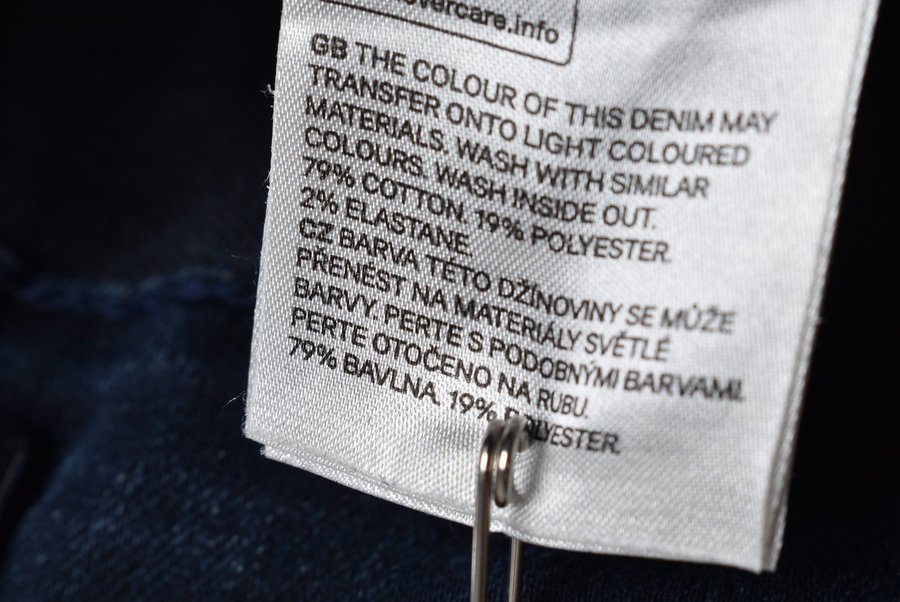 evercare.info
GB THE COLOUR OF THIS DENIM MAY
TRANSFER ONTO LIGHT COLOURED
MATERIALS. WASH WITH SIMILAR
COLOURS. WASH INSIDE OUT.
79% COTTON. 19% POLYESTER.
2% ELASTANE.
CZ BARVA TÉTO DŽÍNOVINY SE MŮŽE
PŘENÉST NA MATERIÁLY SVĚTLÉ
BARVY. PERTE S PODOBNÝMI BARVAMI.
PERTE OTOČENO NA RUBU.
79% BAVLNA. 19% POLYESTER.